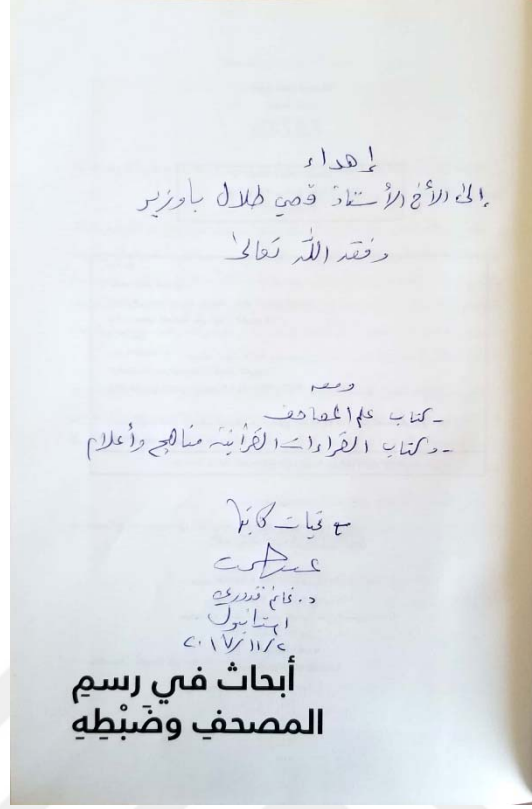 إهداء
إلى الأخ الأستاذ قصي طلال باوزير
وفقه الله تعالى
ومعه
- كتاب علم المصاحف
- وكتاب القراءات القرآنية مناهج وأعلام
مع تحيات كاتبها
د. غانم قدوري
استانبول
٢٠١٧/١١/٢
أبحاث في رسمِ
المصحفِ وضَبْطِهِ